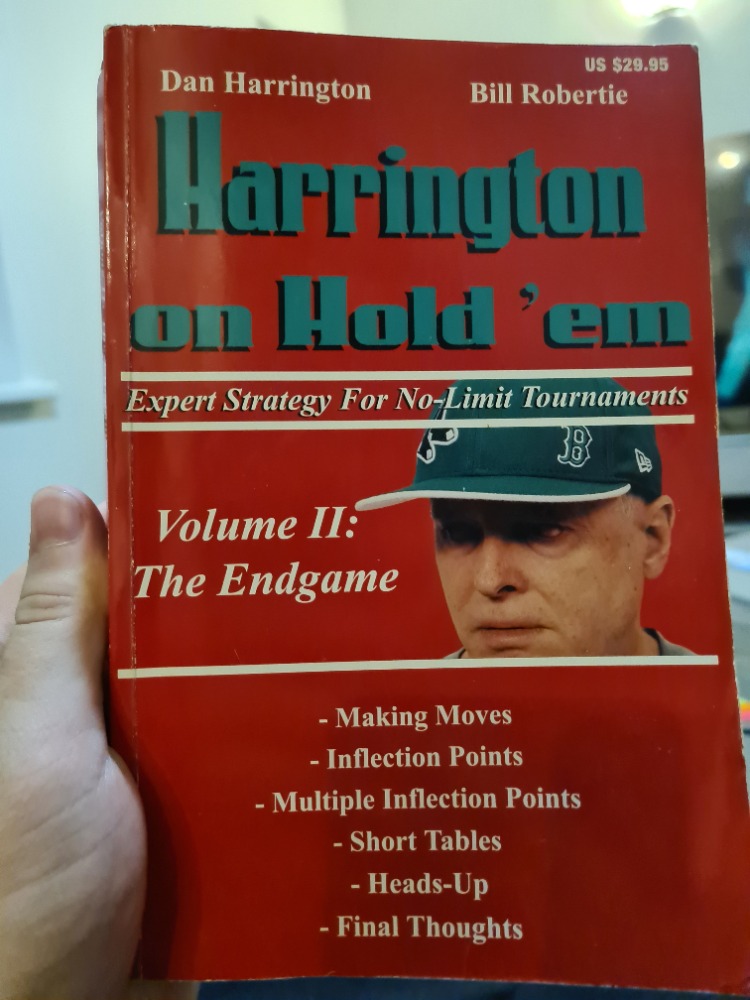 US $29.95
Dan Harrington Bill Robertie
Harrington
on Hold 'em
Expert Strategy For No-Limit Tournaments
B
Volume II:
The Endgame
- Making Moves
- Inflection Points
- Multiple Inflection Points
- Short Tables
- Heads-Up
- Final Thoughts